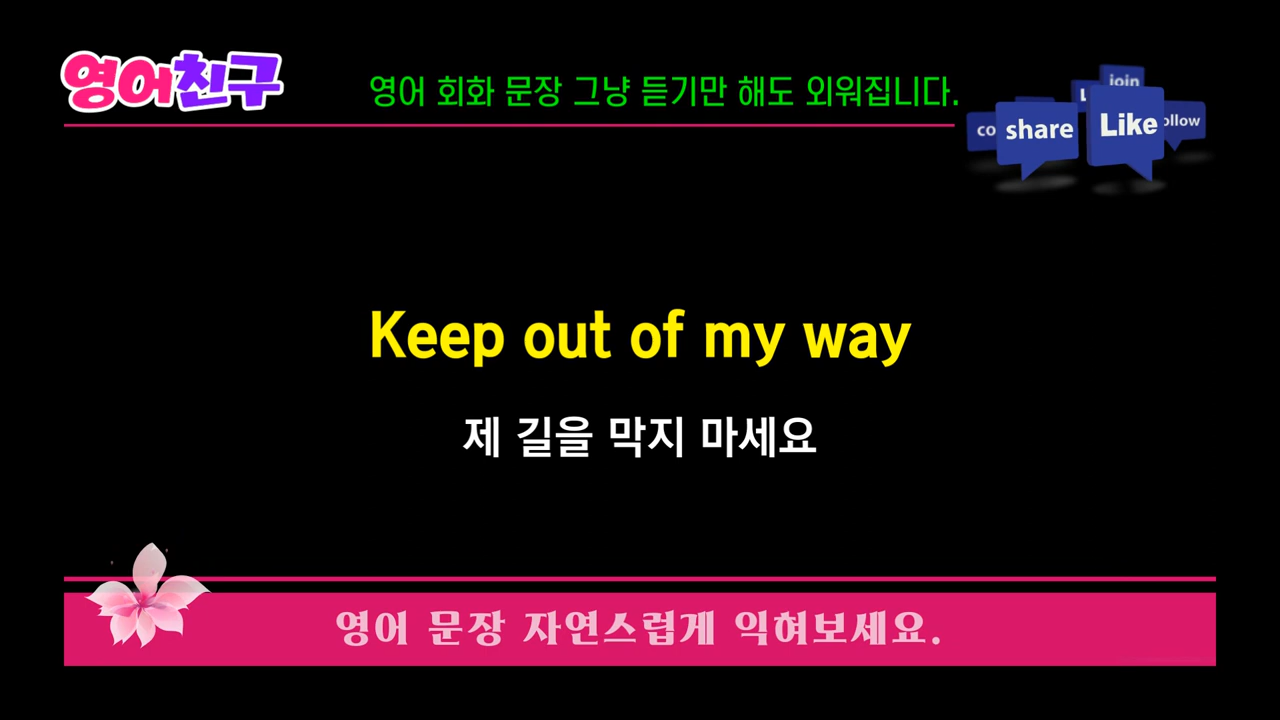 영어친구
영어 회화 문장 그냥 듣기만 해도 외워집니다.
join
share
Like
Keep out of my way
제 길을 막지 마세요
영어 문장 자연스럽게 익혀보세요.